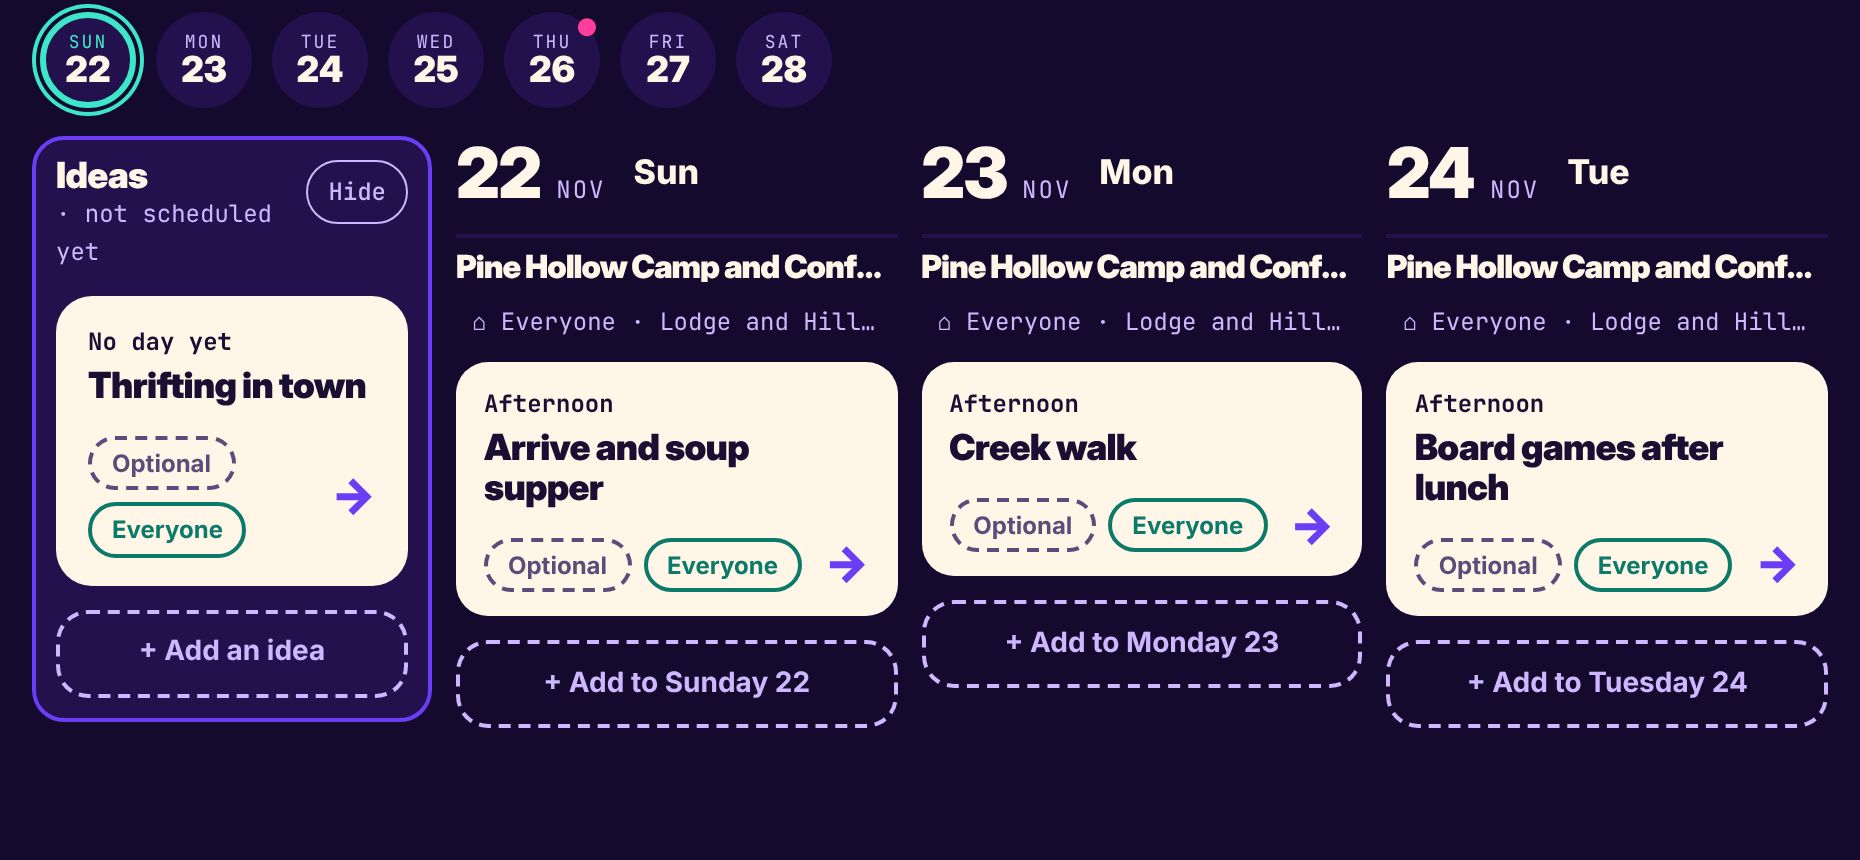 SUN
22
MON
23
TUE
24
WED
25
THU
26
FRI
27
SAT
28
Ideas
· not scheduled
yet
Hide
No day yet
Thrifting in town
Optional
→
Everyone
+ Add an idea
22 NOV Sun
Pine Hollow Camp and Conf…
⌂ Everyone · Lodge and Hill…
Afternoon
Arrive and soup
supper
Optional Everyone →
+ Add to Sunday 22
23 NOV Mon
Pine Hollow Camp and Conf…
⌂ Everyone · Lodge and Hill…
Afternoon
Creek walk
Optional Everyone →
+ Add to Monday 23
24 NOV Tue
Pine Hollow Camp and Conf…
⌂ Everyone · Lodge and Hill…
Afternoon
Board games after
lunch
Optional Everyone →
+ Add to Tuesday 24